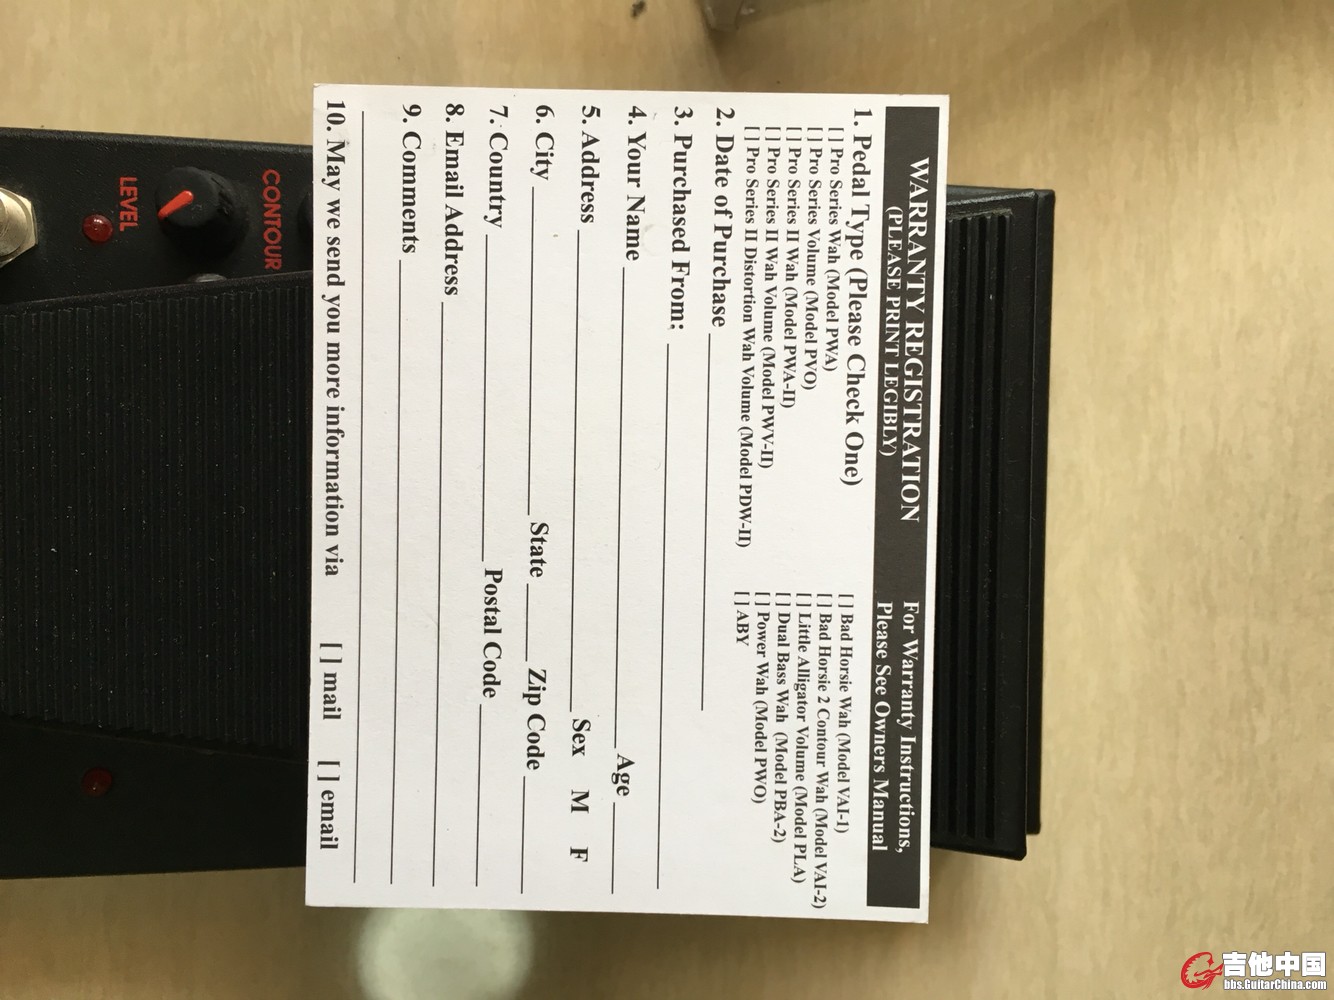 WARRANTY REGISTRATION
(PLEASE PRINT LEGIBLY)
For Warranty Instructions,
Please See Owners Manual
1. Pedal Type (Please Check One)
[ ] Pro Series Wah (Model PWA)
[ ] Pro Series Volume (Model PVO)
[ ] Pro Series II Wah (Model PWA-II)
[ ] Pro Series II Wah Volume (Model PWV-II)
[ ] Pro Series II Distortion Wah Volume (Model PDW-II)
[ ] Bad Horsie Wah (Model VAI-1)
[ ] Bad Horsie 2 Contour Wah (Model VAI-2)
[ ] Little Alligator Volume (Model PLA)
[ ] Dual Bass Wah (Model PBA-2)
[ ] Power Wah (Model PWO)
[ ] ABY
2. Date of Purchase
3. Purchased From:
4. Your Name Age
5. Address Sex M F
6. City State Zip Code
7. Country Postal Code
8. Email Address
9. Comments
10. May we send you more information via [ ] mail [ ] email
CONTOUR
LEVEL
吉他中国
bbs.GuitarChina.com